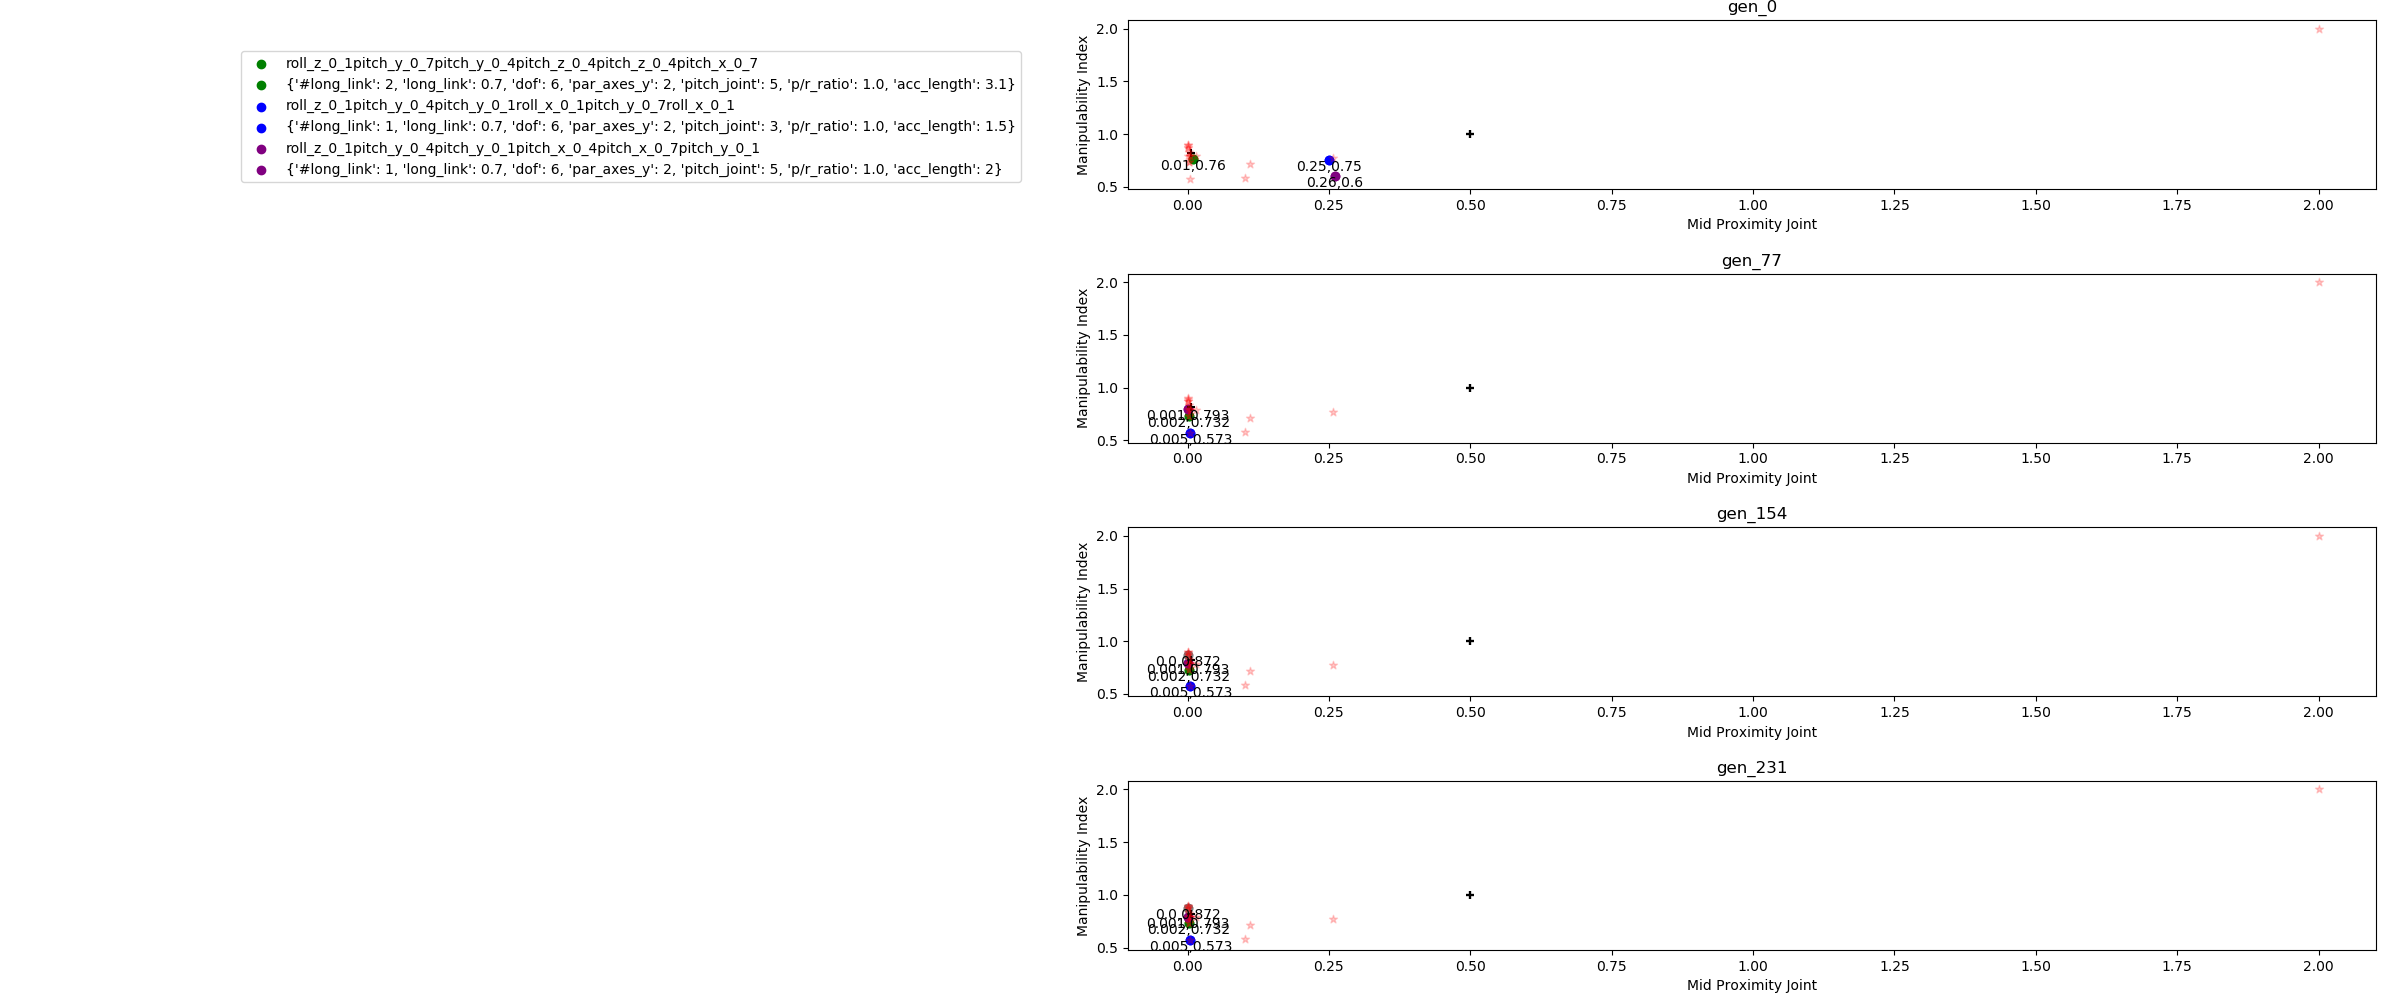 roll_z_0_1pitch_y_0_7pitch_y_0_4pitch_z_0_4pitch_z_0_4pitch_x_0_7
{'#long_link': 2, 'long_link': 0.7, 'dof': 6, 'par_axes_y': 2, 'pitch_joint': 5, 'p/r_ratio': 1.0, 'acc_length': 3.1}
roll_z_0_1pitch_y_0_4pitch_y_0_1roll_x_0_1pitch_y_0_7roll_x_0_1
{'#long_link': 1, 'long_link': 0.7, 'dof': 6, 'par_axes_y': 2, 'pitch_joint': 3, 'p/r_ratio': 1.0, 'acc_length': 1.5}
roll_z_0_1pitch_y_0_4pitch_y_0_1pitch_x_0_4pitch_x_0_7pitch_y_0_1
{'#long_link': 1, 'long_link': 0.7, 'dof': 6, 'par_axes_y': 2, 'pitch_joint': 5, 'p/r_ratio': 1.0, 'acc_length': 2}
gen_0
Manipulability Index
2.0
1.5
1.0
0.5
0.01,0.76
0.25,0.75
0.26,0.6
0.00 0.25 0.50 0.75 1.00 1.25 1.50 1.75 2.00
Mid Proximity Joint
gen_77
Manipulability Index
2.0
1.5
1.0
0.5
0.001,0.793
0.002,0.732
0.005,0.573
0.00 0.25 0.50 0.75 1.00 1.25 1.50 1.75 2.00
Mid Proximity Joint
gen_154
Manipulability Index
2.0
1.5
1.0
0.5
0.0,0.872
0.001,0.793
0.002,0.732
0.005,0.573
0.00 0.25 0.50 0.75 1.00 1.25 1.50 1.75 2.00
Mid Proximity Joint
gen_231
Manipulability Index
2.0
1.5
1.0
0.5
0.0,0.872
0.001,0.793
0.002,0.732
0.005,0.573
0.00 0.25 0.50 0.75 1.00 1.25 1.50 1.75 2.00
Mid Proximity Joint